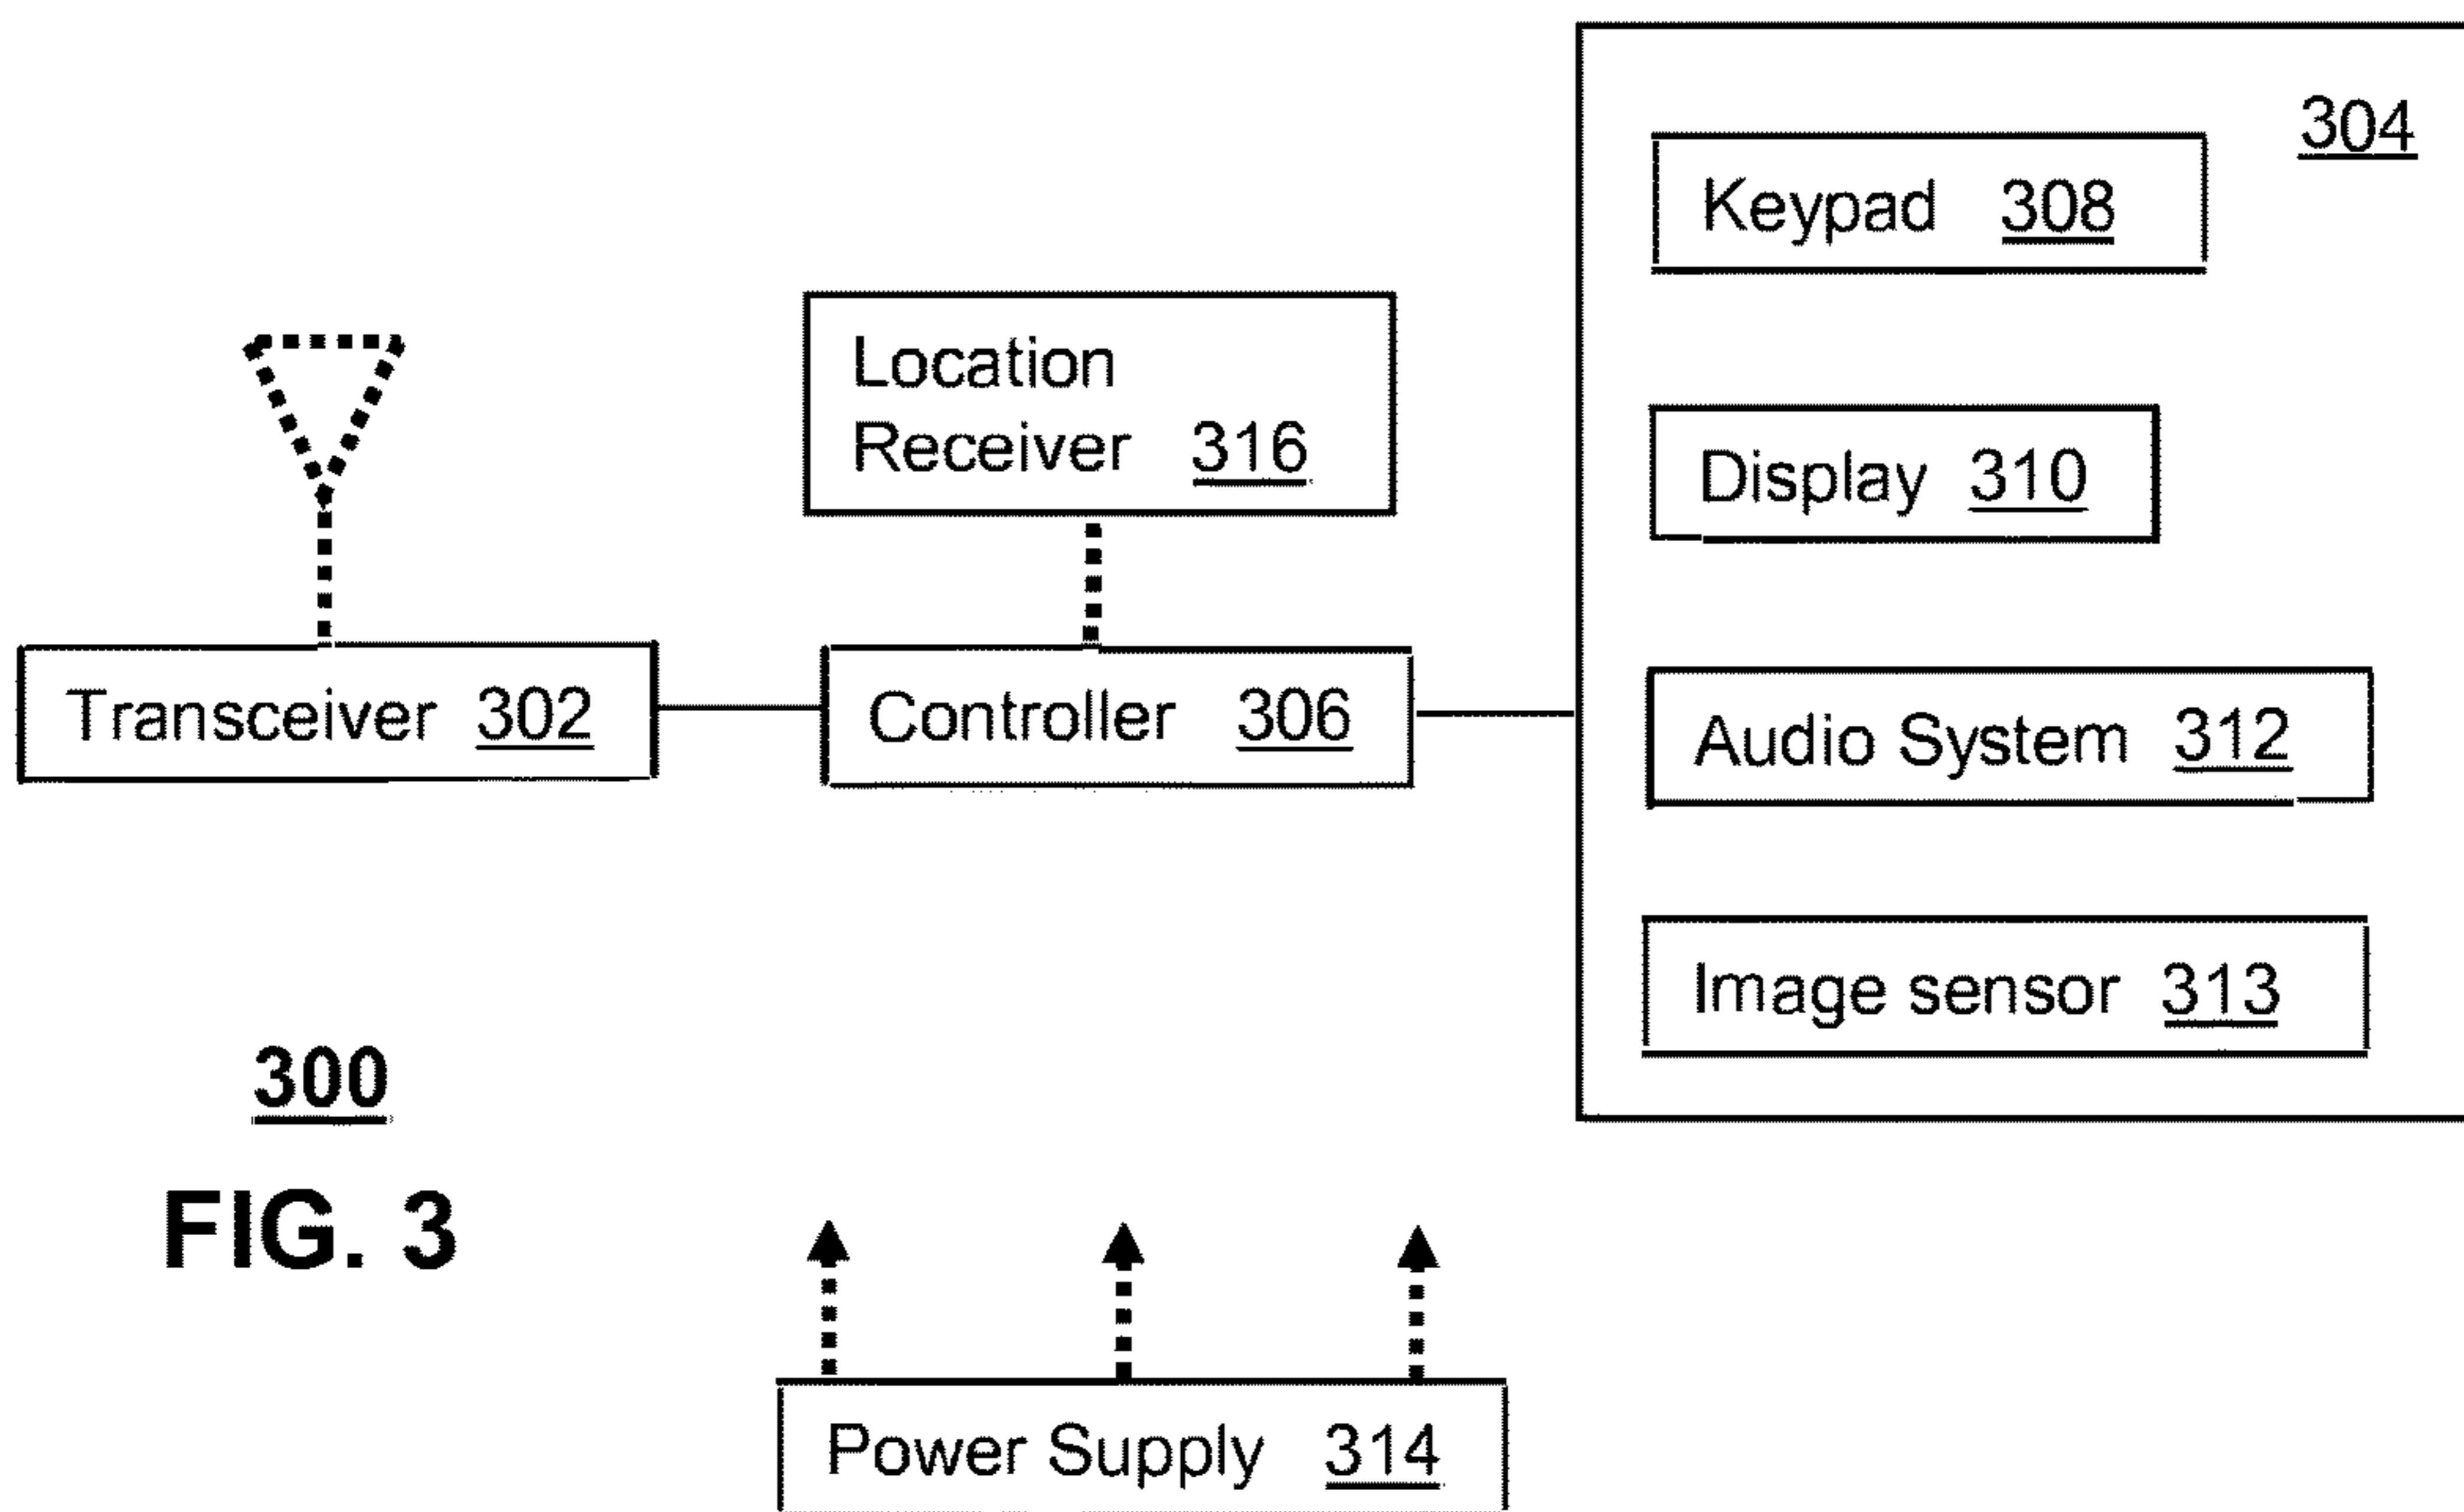 304
Keypad 308
Location
Receiver 316
Display 310
Transceiver 302
Controller 306
Audio System 312
Image sensor 313
300
FIG. 3
Power Supply 314